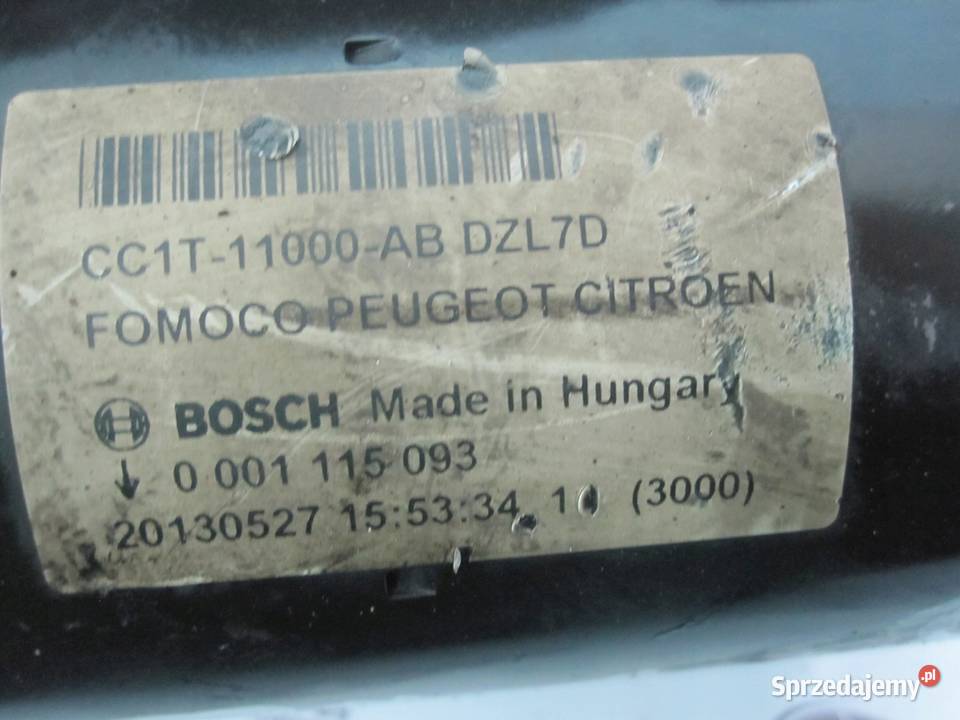 CC1T-11000-AB DZL7D
FOMOCO PEUGEOT CITROEN
BOSCH Made in Hungary
↓ 0 001 115 093
20130527 15:53:34 (3000)
Sprzedajemy.pl